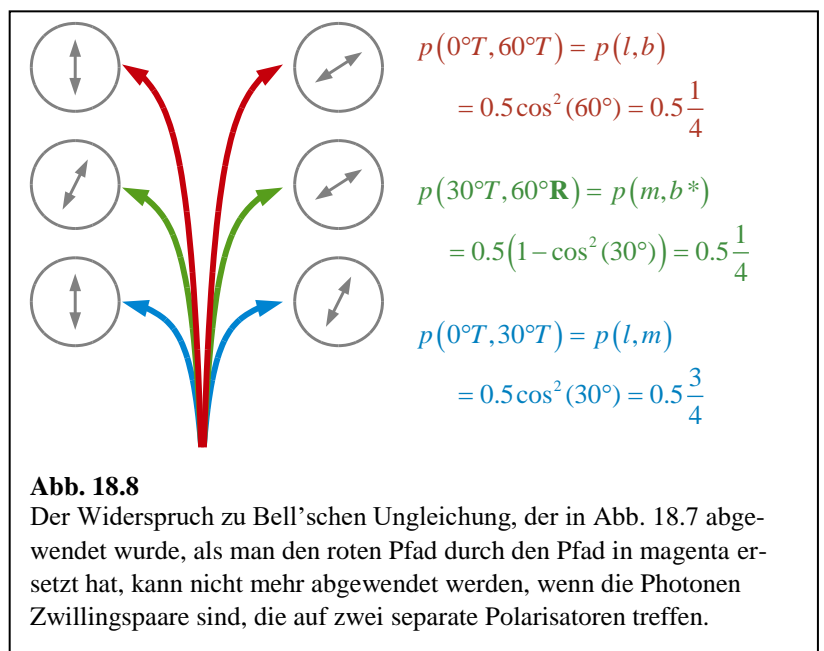 p(0°T, 60°T) = p(l, b)
= 0.5 cos²(60°) = 0.5 1/4
p(30°T, 60°R) = p(m, b*)
= 0.5(1 − cos²(30°)) = 0.5 1/4
p(0°T, 30°T) = p(l, m)
= 0.5 cos²(30°) = 0.5 3/4
Abb. 18.8
Der Widerspruch zu Bell’schen Ungleichung, der in Abb. 18.7 abge-
wendet wurde, als man den roten Pfad durch den Pfad in magenta er-
setzt hat, kann nicht mehr abgewendet werden, wenn die Photonen
Zwillingspaare sind, die auf zwei separate Polarisatoren treffen.